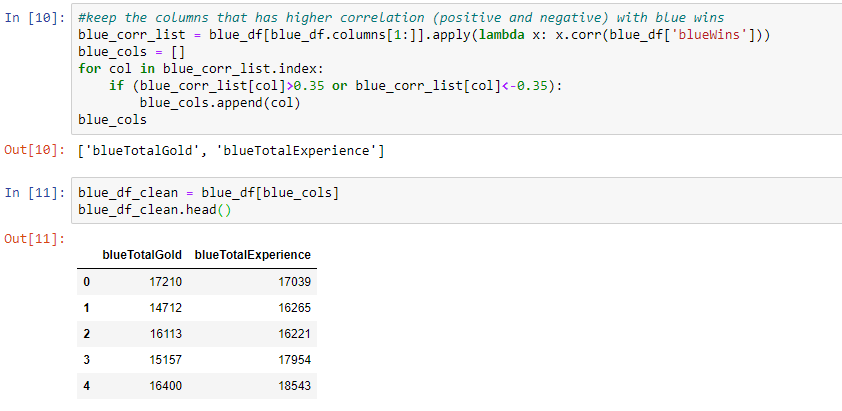 In [10]: #keep the columns that has higher correlation (positive and negative) with blue wins
blue_corr_list = blue_df[blue_df.columns[1:]].apply(lambda x: x.corr(blue_df['blueWins']))
blue_cols = []
for col in blue_corr_list.index:
    if (blue_corr_list[col]>0.35 or blue_corr_list[col]<-0.35):
        blue_cols.append(col)
blue_cols
Out[10]: ['blueTotalGold', 'blueTotalExperience']
In [11]: blue_df_clean = blue_df[blue_cols]
blue_df_clean.head()
Out[11]:
blueTotalGold blueTotalExperience
0 17210 17039
1 14712 16265
2 16113 16221
3 15157 17954
4 16400 18543